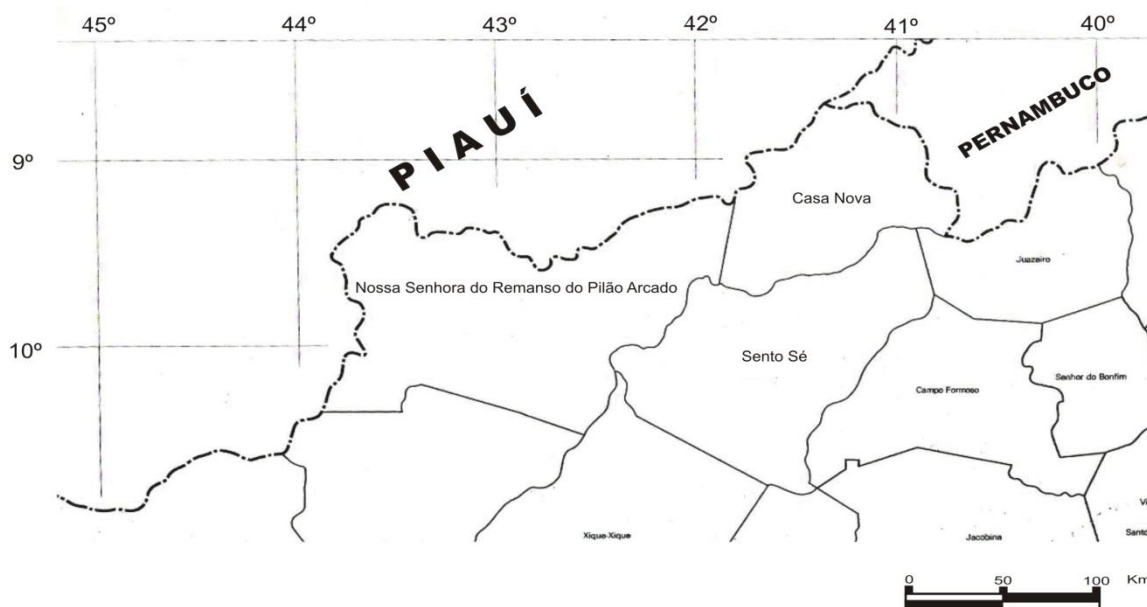 45º 44º 43º 42º 41º 40º
PIAUÍ
PERNAMBUCO
9º
Casa Nova
Juazeiro
Nossa Senhora do Remanso do Pilão Arcado
10º
Sento Sé
Campo Formoso
Senhor do Bonfim
Xique-Xique
Jacobina
0 50 100 Km